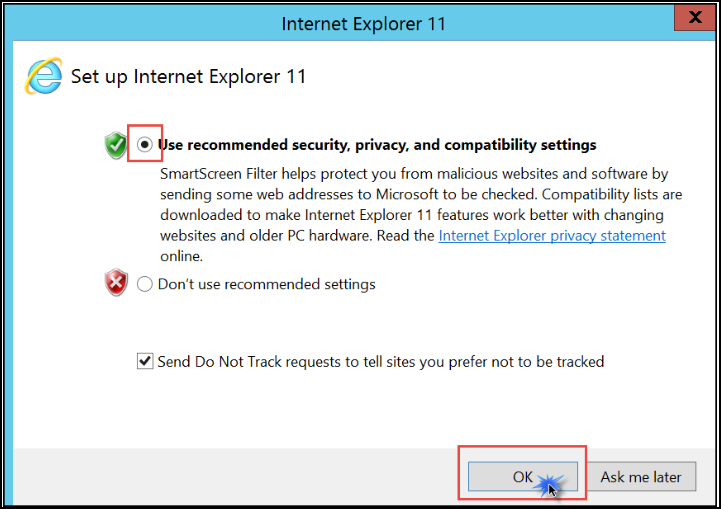 Internet Explorer 11
Set up Internet Explorer 11
Use recommended security, privacy, and compatibility settings
SmartScreen Filter helps protect you from malicious websites and software by
sending some web addresses to Microsoft to be checked. Compatibility lists are
downloaded to make Internet Explorer 11 features work better with changing
websites and older PC hardware. Read the Internet Explorer privacy statement
online.
Don't use recommended settings
Send Do Not Track requests to tell sites you prefer not to be tracked
OK Ask me later